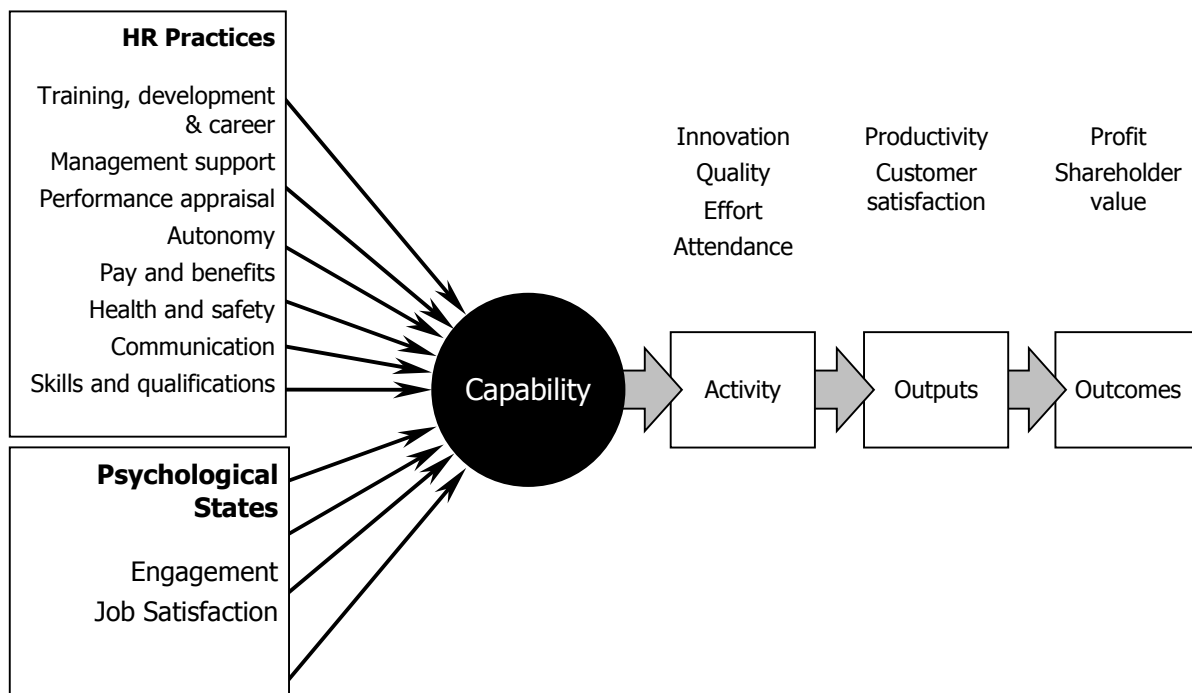 HR Practices
Training, development
& career
Management support
Performance appraisal
Autonomy
Pay and benefits
Health and safety
Communication
Skills and qualifications
Psychological
States
Engagement
Job Satisfaction
Capability
Innovation
Quality
Effort
Attendance
Activity
Productivity
Customer
satisfaction
Outputs
Profit
Shareholder
value
Outcomes